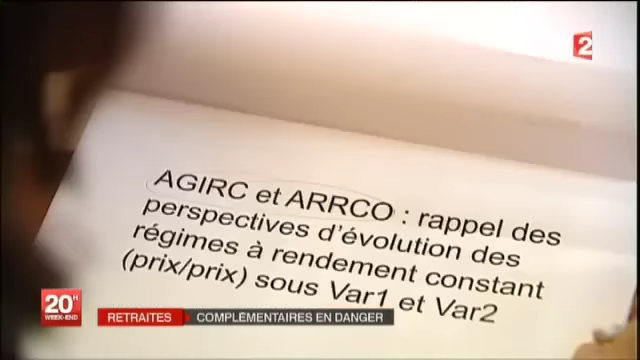 2
AGIRC et ARRCO : rappel des
perspectives d'évolution des
régimes à rendement constant
(prix/prix) sous Var1 et Var2
20H
WEEK-END
RETRAITES
COMPLÉMENTAIRES EN DANGER